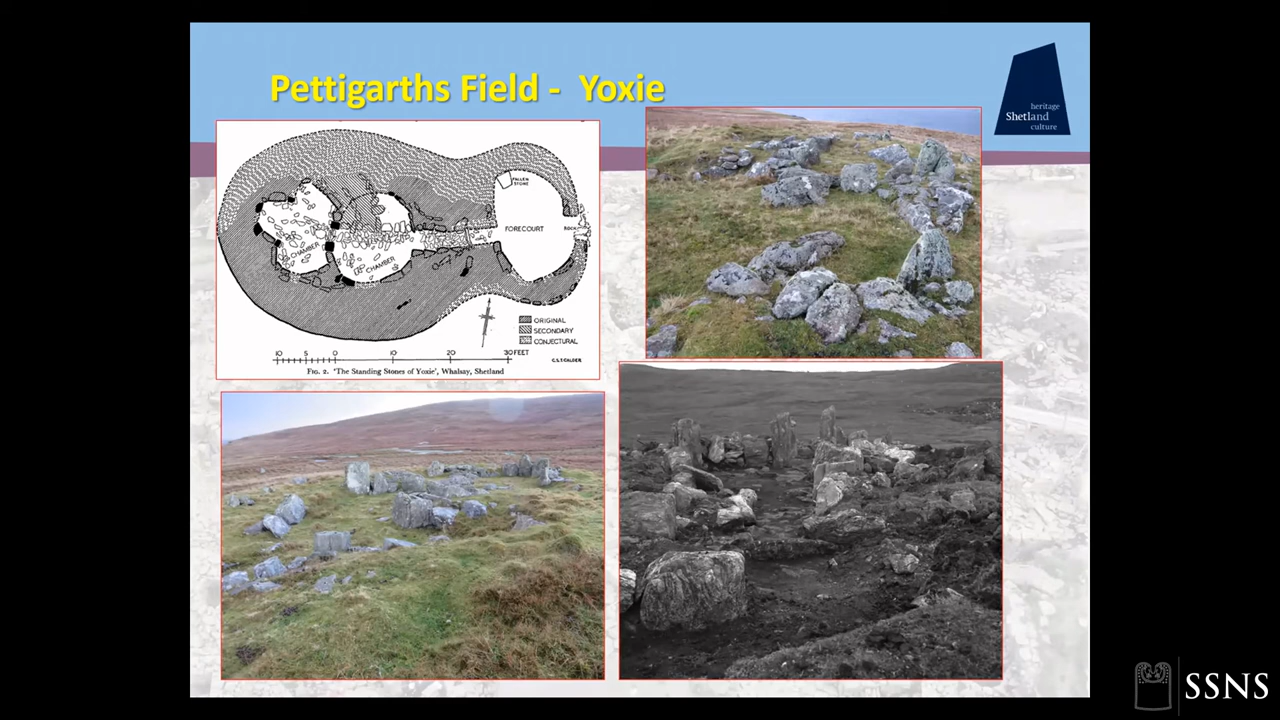 Pettigarths Field - Yoxie
heritage
Shetland
culture
FALLEN
STONE
FORECOURT
ROCK
CHAMBER
CHAMBER
ORIGINAL
SECONDARY
CONJECTURAL
10 5 0 10 20 30 FEET
C.S.T. CALDER
FIG. 2. 'The Standing Stones of Yoxie', Whalsay, Shetland
SSNS